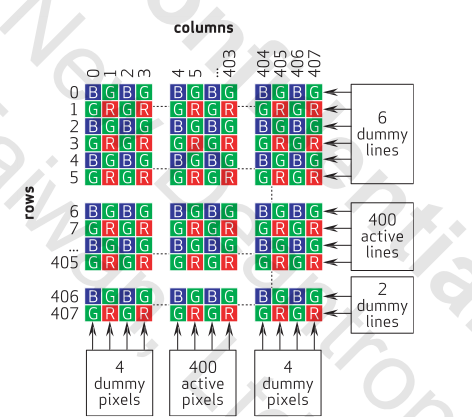 columns
0 1 2 3 4 5 ... 403 404 405 406 407
rows
0 B G B G B G B G B G B G
1 G R G R G R G R G R G R
2 B G B G B G B G B G B G
3 G R G R G R G R G R G R
4 B G B G B G B G B G B G
5 G R G R G R G R G R G R
6
dummy
lines
6 B G B G B G B G B G B G
7 G R G R G R G R G R G R
... B G B G B G B G B G B G
405 G R G R G R G R G R G R
400
active
lines
406 B G B G B G B G B G B G
407 G R G R G R G R G R G R
2
dummy
lines
4
dummy
pixels
400
active
pixels
4
dummy
pixels